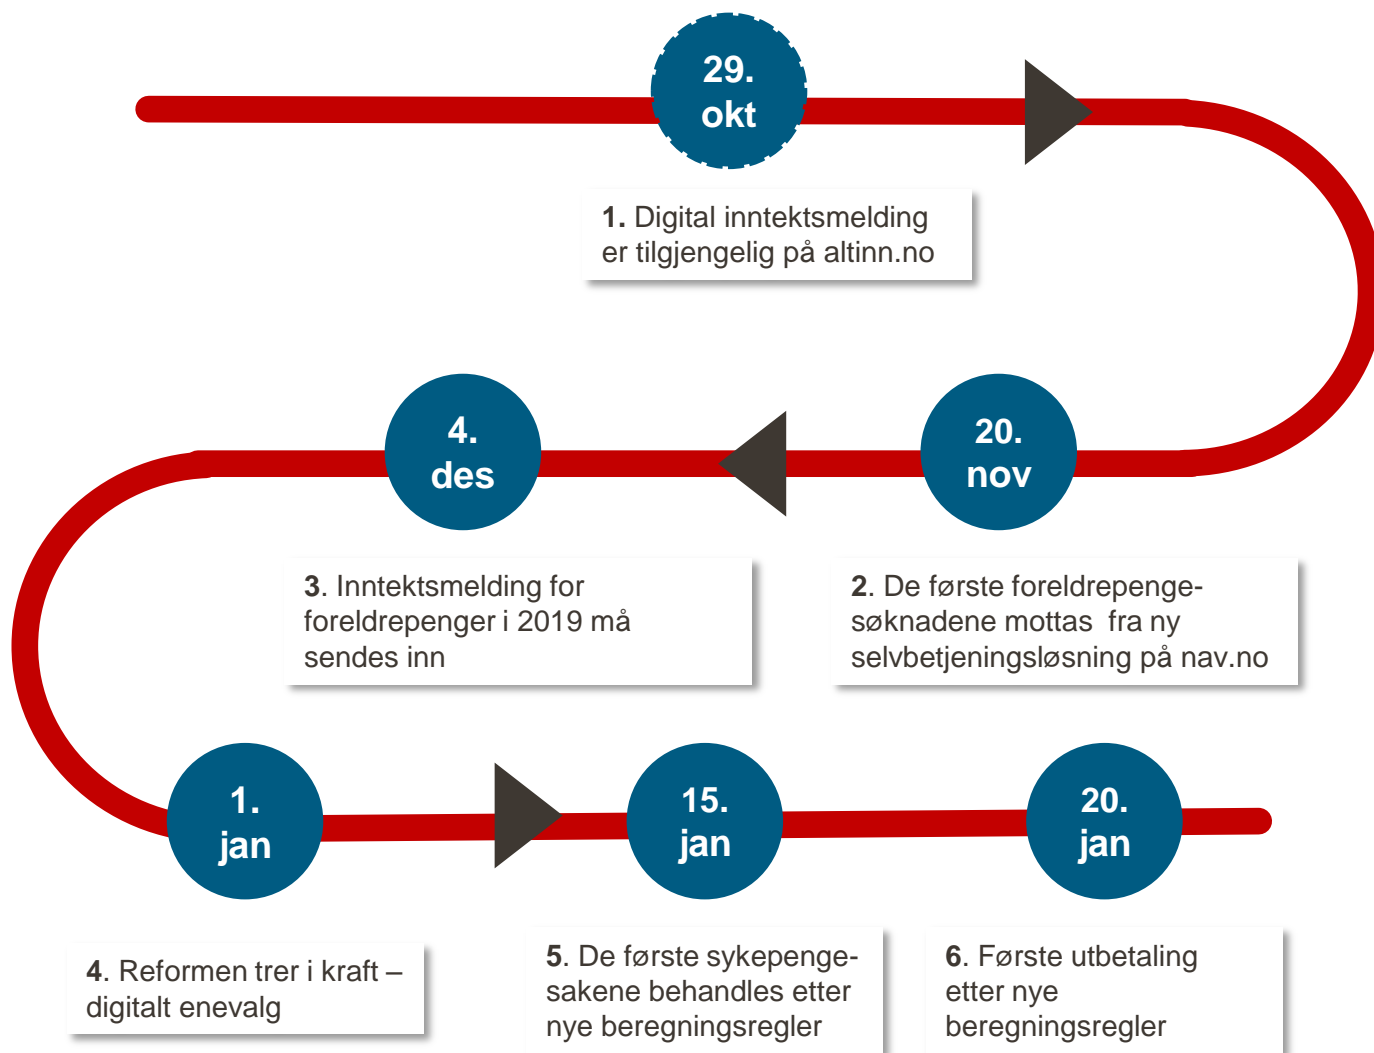 29.
okt
1. Digital inntektsmelding
er tilgjengelig på altinn.no
20.
nov
2. De første foreldrepenge-
søknadene mottas  fra ny
selvbetjeningsløsning på nav.no
4.
des
3. Inntektsmelding for
foreldrepenger i 2019 må
sendes inn
1.
jan
4. Reformen trer i kraft –
digitalt enevalg
15.
jan
5. De første sykepenge-
sakene behandles etter
nye beregningsregler
20.
jan
6. Første utbetaling
etter nye
beregningsregler